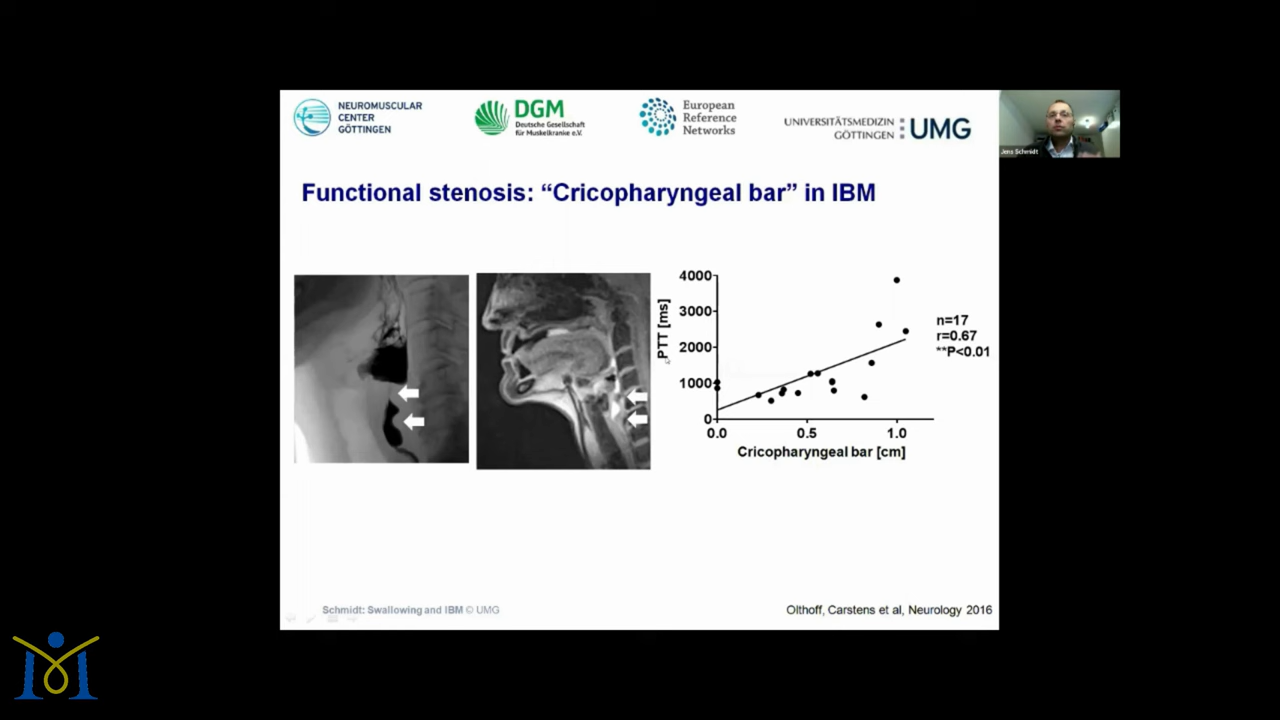 NEUROMUSCULAR
CENTER
GÖTTINGEN
DGM
Deutsche Gesellschaft
für Muskelkranke e.V.
European
Reference
Networks
UNIVERSITÄTSMEDIZIN
GÖTTINGEN
UMG
Jens Schmidt
Functional stenosis: “Cricopharyngeal bar” in IBM
PTT [ms]
4000
3000
2000
1000
0
0.0
0.5
1.0
Cricopharyngeal bar [cm]
n=17
r=0.67
**P<0.01
Schmidt: Swallowing and IBM © UMG
Olthoff, Carstens et al, Neurology 2016